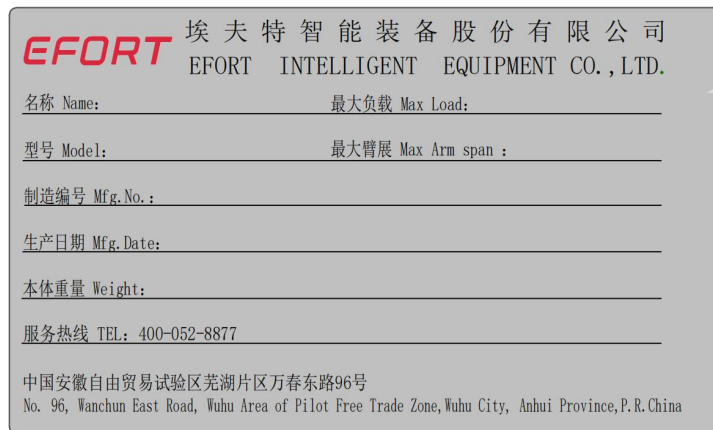 EFORT 埃夫特智能装备股份有限公司
EFORT INTELLIGENT EQUIPMENT CO.,LTD.
名称 Name: 最大负载 Max Load:
型号 Model: 最大臂展 Max Arm span :
制造编号 Mfg.No.:
生产日期 Mfg.Date:
本体重量 Weight:
服务热线 TEL: 400-052-8877
中国安徽自由贸易试验区芜湖片区万春东路96号
No. 96, Wanchun East Road, Wuhu Area of Pilot Free Trade Zone,Wuhu City, Anhui Province,P.R.China